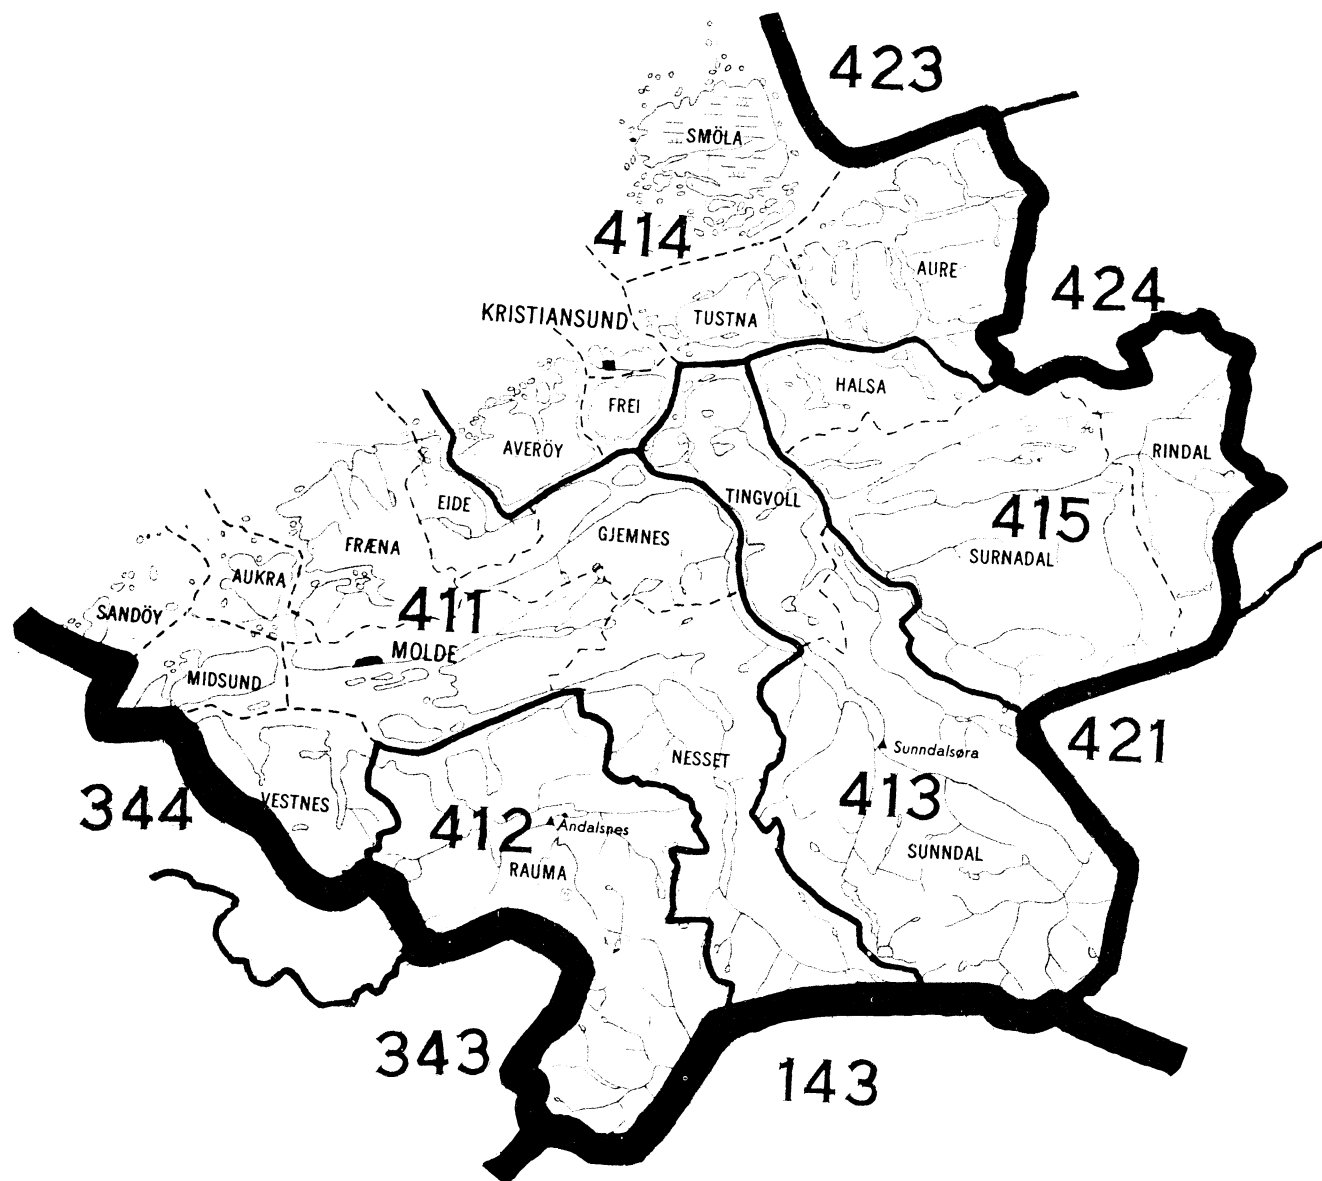 423
SMÖLA
414
AURE
424
KRISTIANSUND
TUSTNA
HALSA
FREI
AVERÖY
RINDAL
EIDE
TINGVOLL
415
GJEMNES
FRÆNA
SURNADAL
AUKRA
SANDÖY
411
MOLDE
MIDSUND
421
Sunndalsøra
NESSET
344
VESTNES
413
412
Åndalsnes
SUNNDAL
RAUMA
343
143